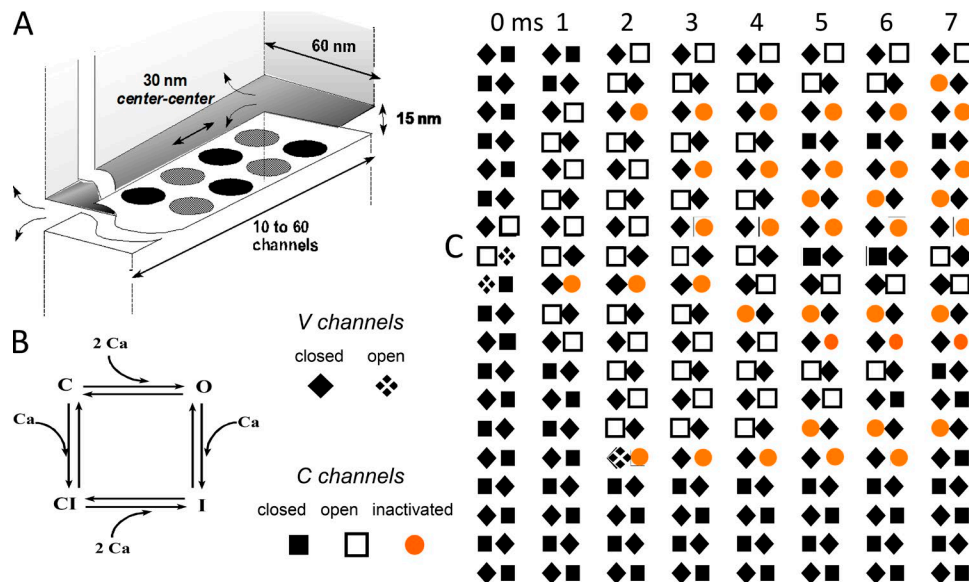 A
60 nm
30 nm
center-center
15 nm
10 to 60
channels
B
2 Ca
C O
Ca Ca
CI I
2 Ca
V channels
closed open
C channels
closed open inactivated
C
0 ms 1 2 3 4 5 6 7